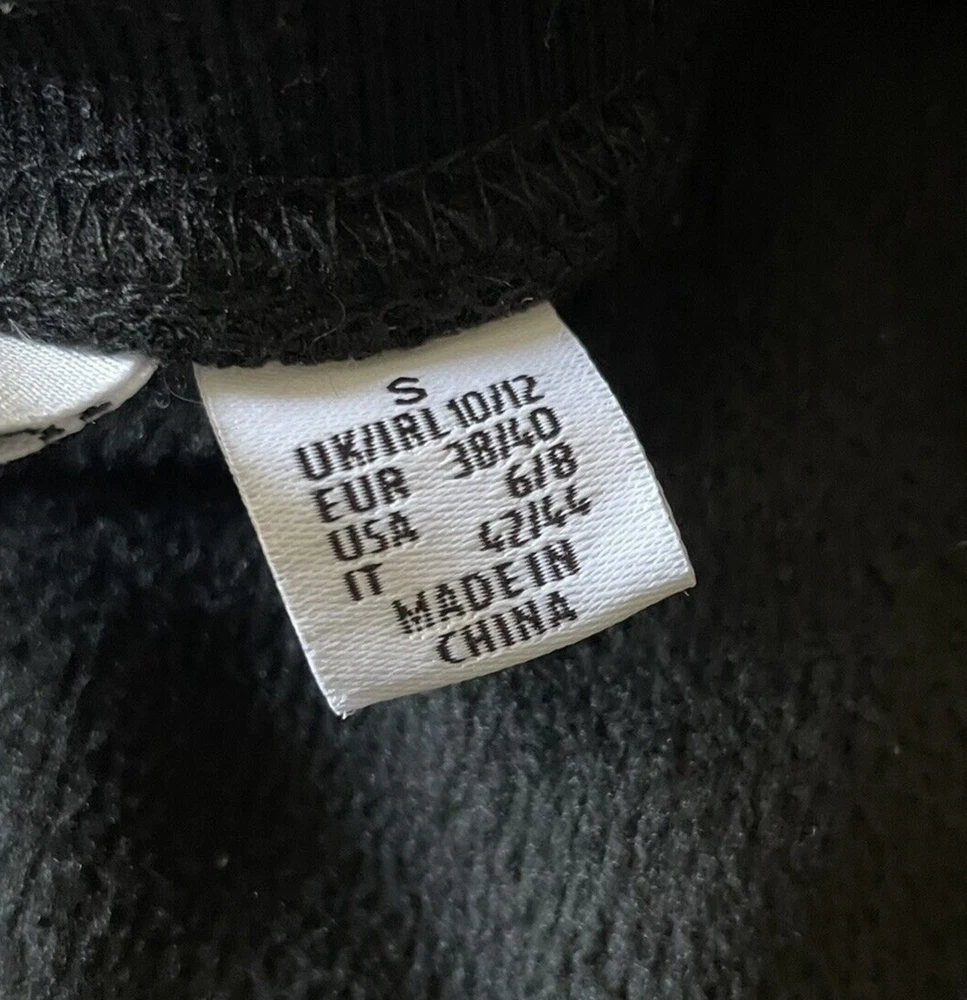 S
UK/IRL 10/12
EUR 38/40
USA 6/8
IT 42/44
MADE IN
CHINA